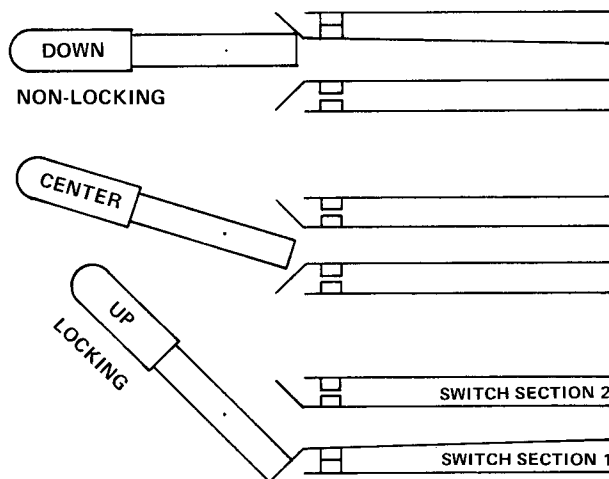 DOWN
NON-LOCKING
CENTER
UP
LOCKING
SWITCH SECTION 2
SWITCH SECTION 1